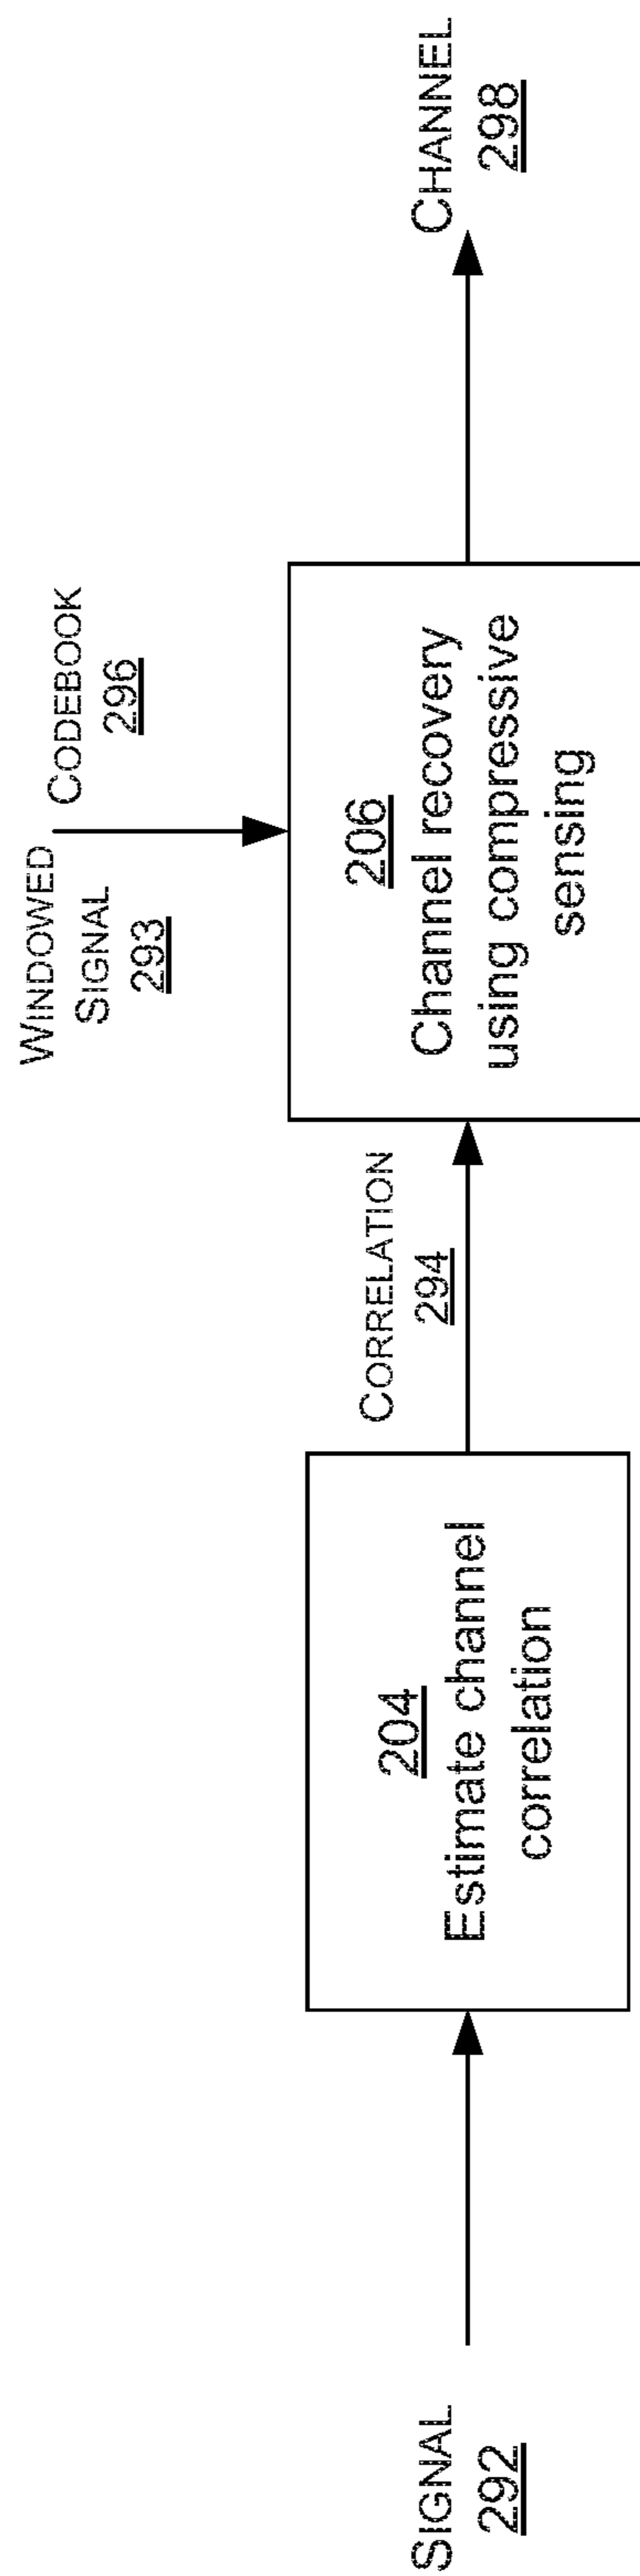 SIGNAL
292
204
Estimate channel
correlation
CORRELATION
294
WINDOWED
SIGNAL
293
CODEBOOK
296
206
Channel recovery
using compressive
sensing
CHANNEL
298